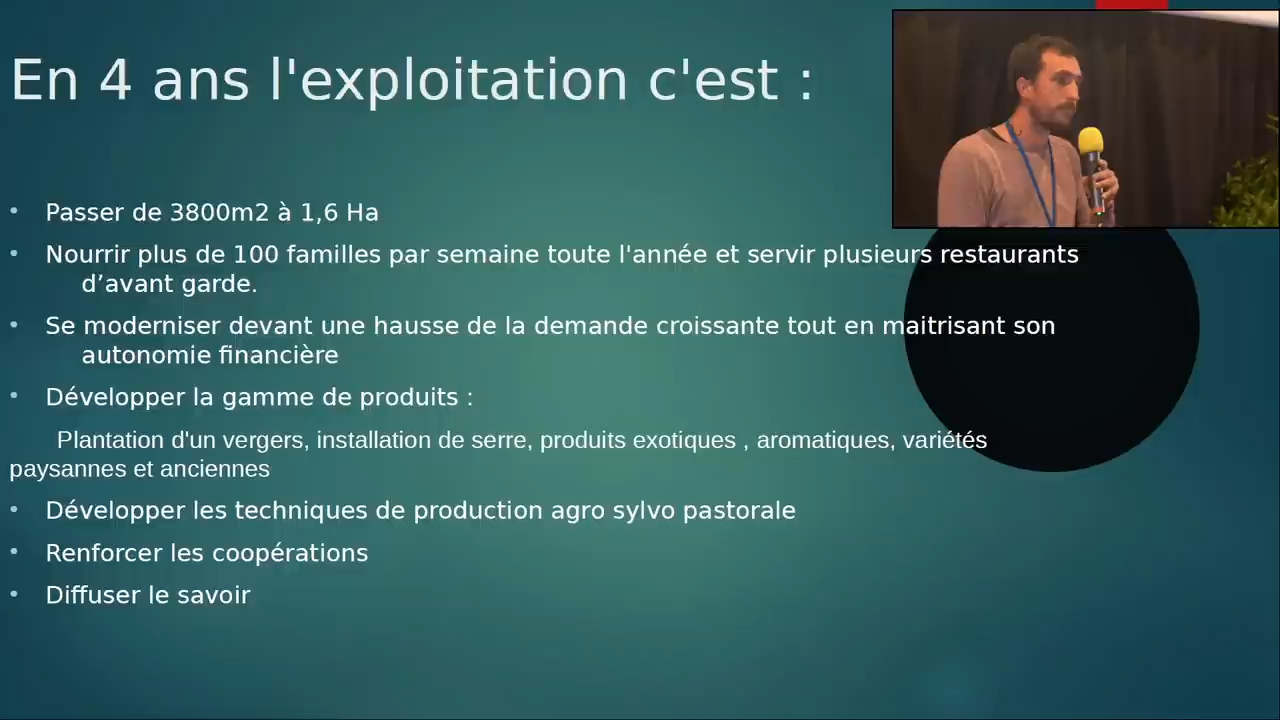 En 4 ans l'exploitation c'est :
• Passer de 3800m2 à 1,6 Ha
• Nourrir plus de 100 familles par semaine toute l'année et servir plusieurs restaurants
d’avant garde.
• Se moderniser devant une hausse de la demande croissante tout en maitrisant son
autonomie financière
• Développer la gamme de produits :
Plantation d'un vergers, installation de serre, produits exotiques , aromatiques, variétés
paysannes et anciennes
• Développer les techniques de production agro sylvo pastorale
• Renforcer les coopérations
• Diffuser le savoir